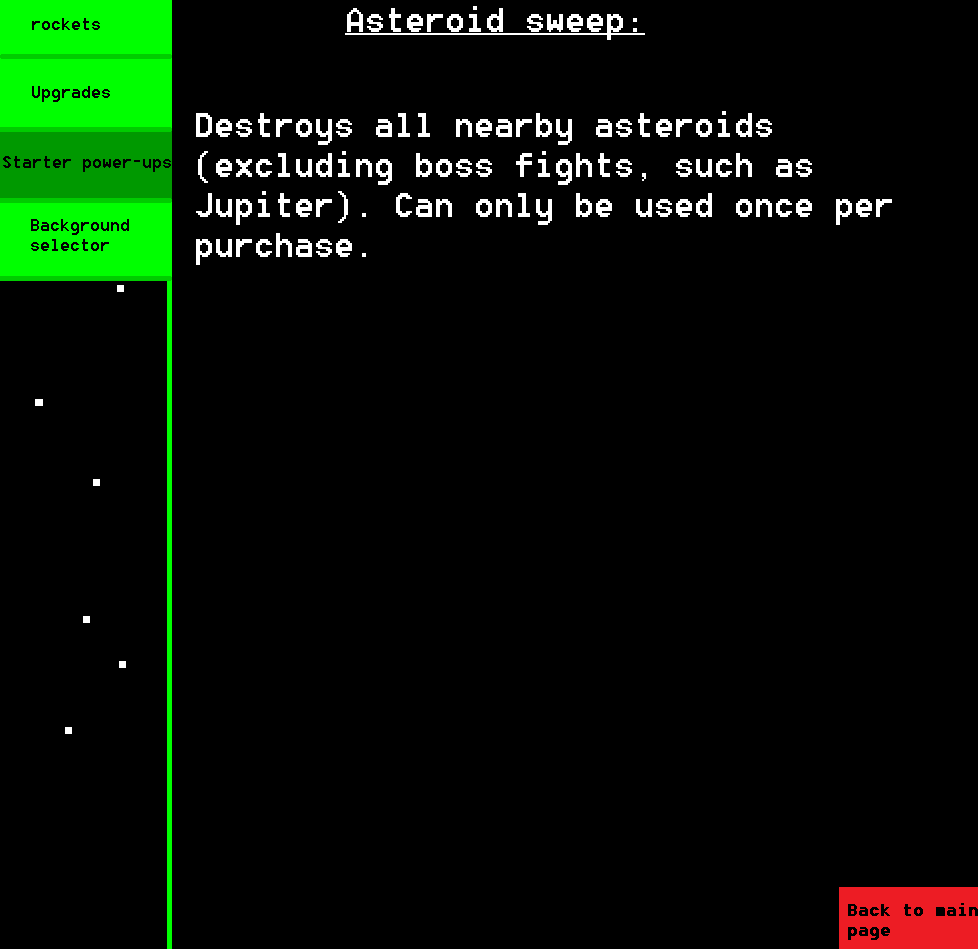 rockets
Upgrades
Starter power-ups
Background
selector
Asteroid sweep:
Destroys all nearby asteroids
(excluding boss fights, such as
Jupiter). Can only be used once per
purchase.
Back to main
page